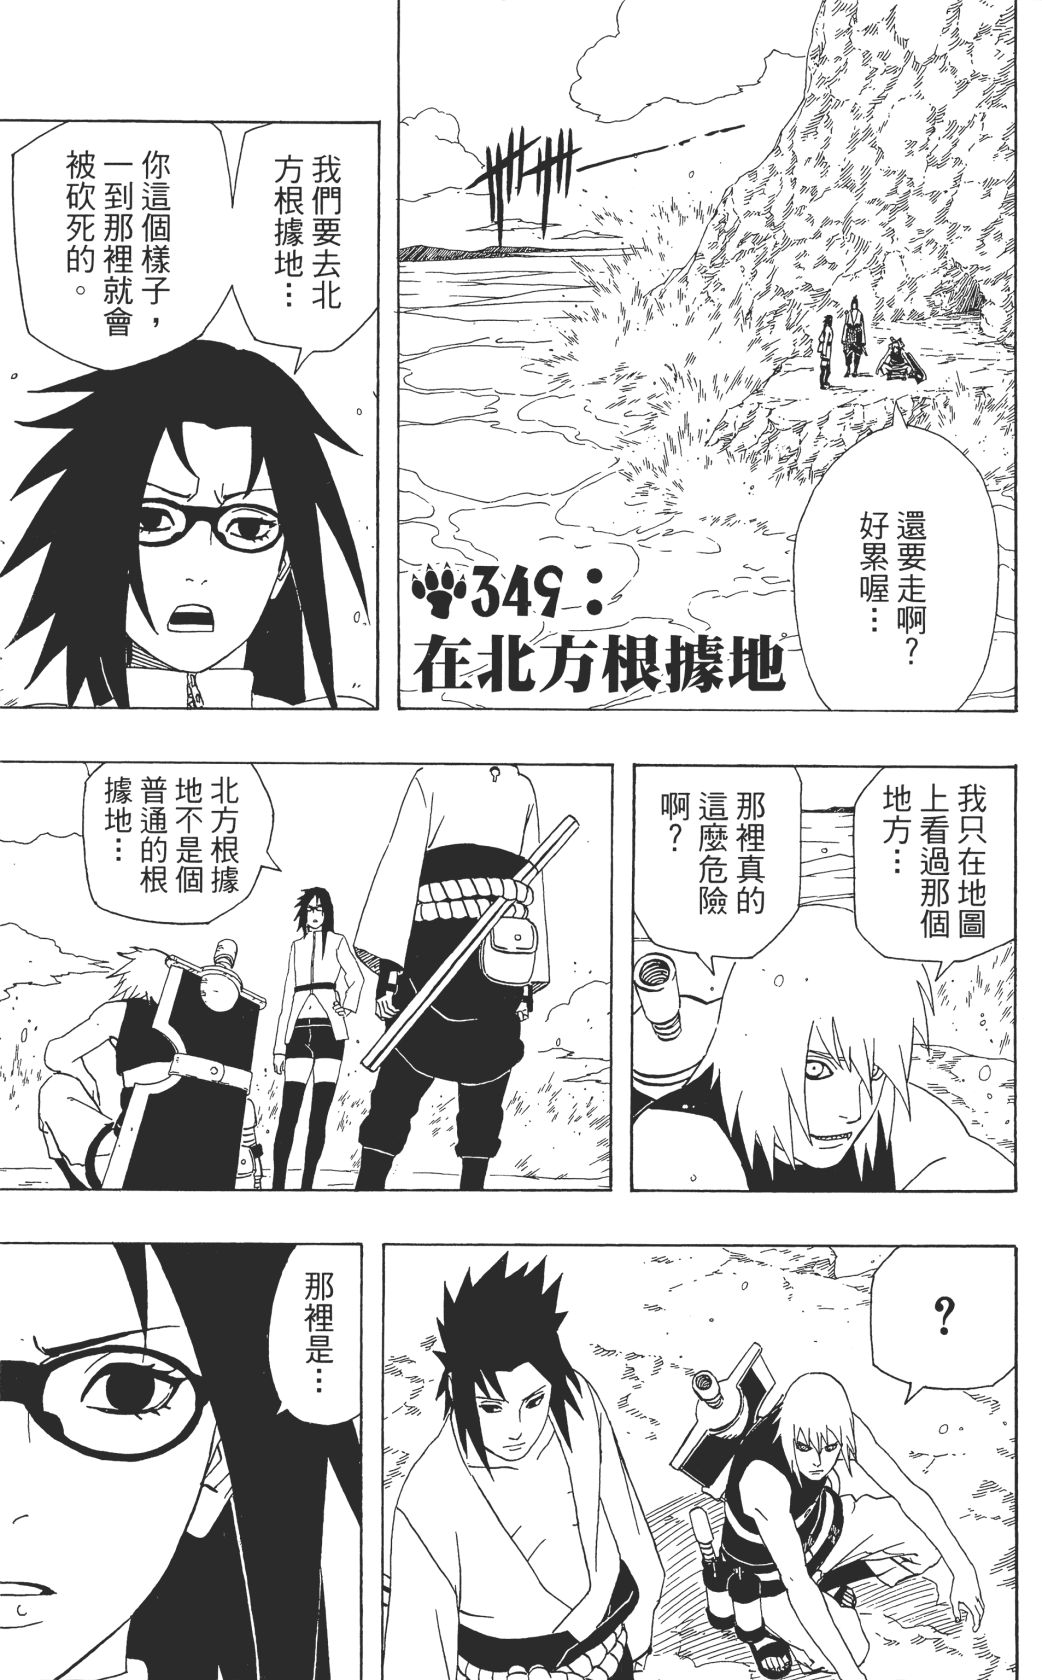 還要走啊？
好累喔…
349：
在北方根據地
我們要去北
方根據地…
你這個樣子，
一到那裡就會
被砍死的。
我只在地圖
上看過那個
地方…
那裡真的
這麼危險
啊？
北方根據
地不是個
普通的根
據地…
？
那裡是…